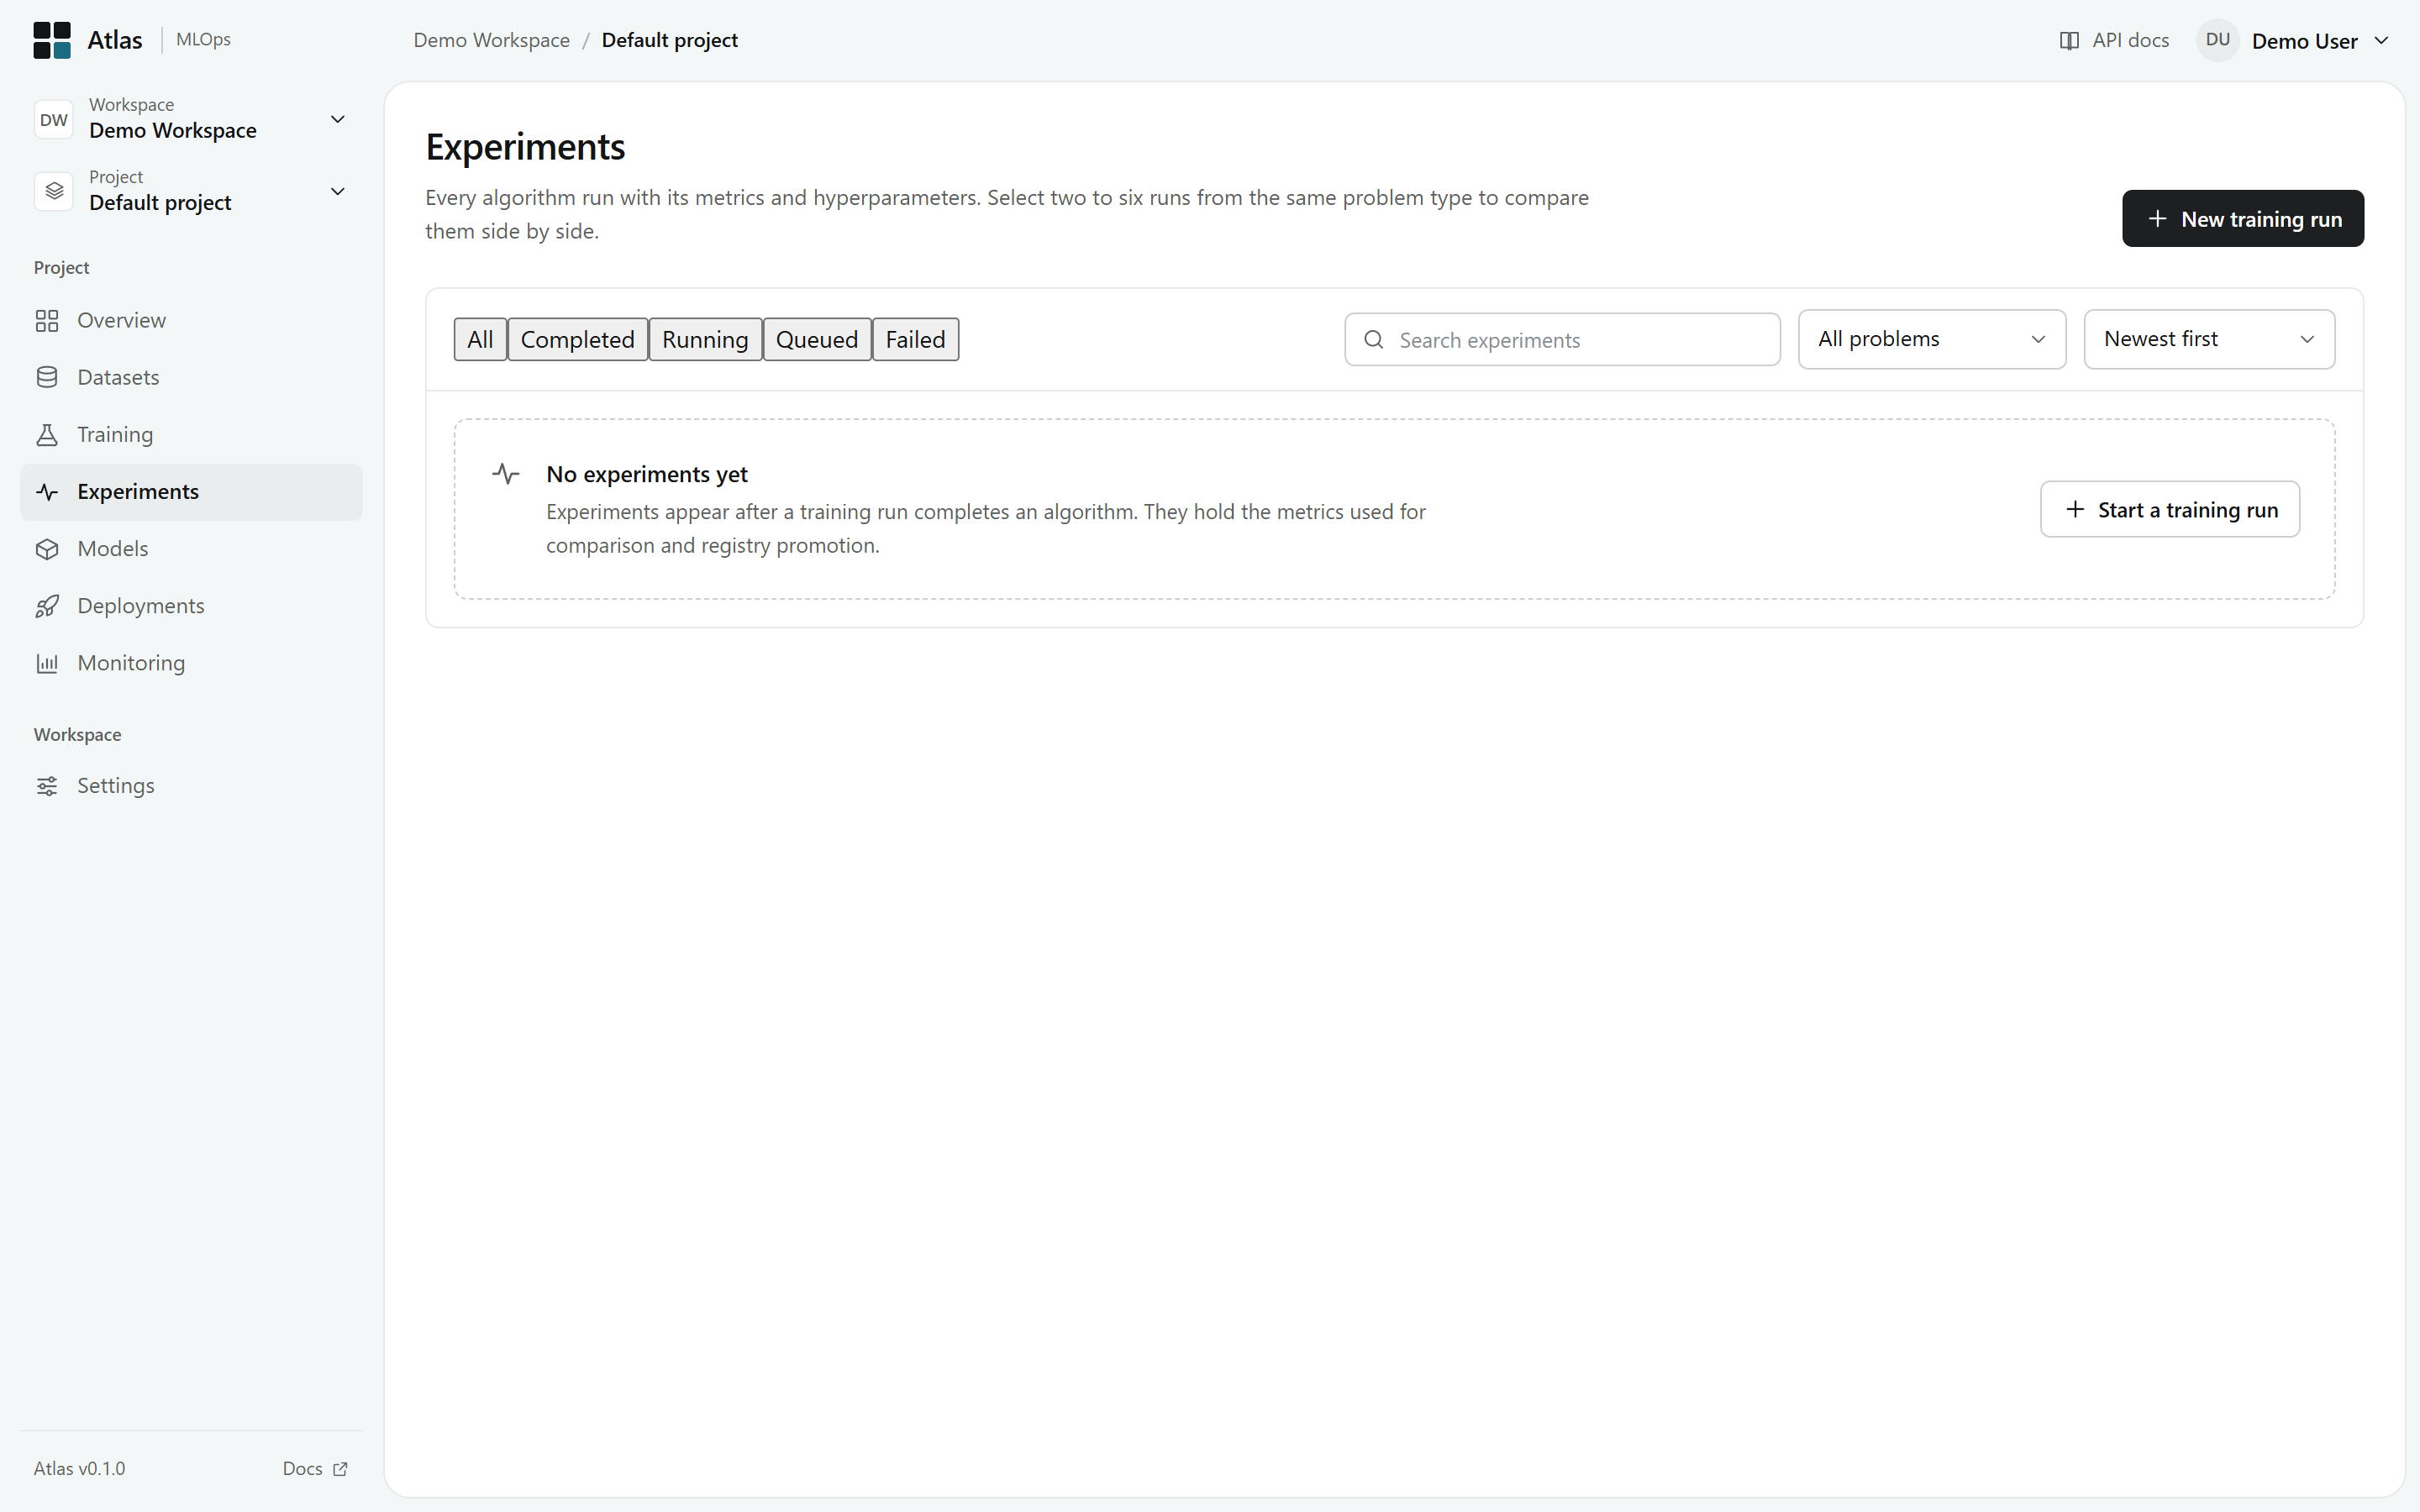 Atlas
MLOps
Demo Workspace / Default project
API docs
DU
Demo User
DW
Workspace
Demo Workspace
Project
Default project
Project
Overview
Datasets
Training
Experiments
Models
Deployments
Monitoring
Workspace
Settings
Atlas v0.1.0
Docs
Experiments
Every algorithm run with its metrics and hyperparameters. Select two to six runs from the same problem type to compare
them side by side.
New training run
All
Completed
Running
Queued
Failed
Search experiments
All problems
Newest first
No experiments yet
Experiments appear after a training run completes an algorithm. They hold the metrics used for
comparison and registry promotion.
Start a training run